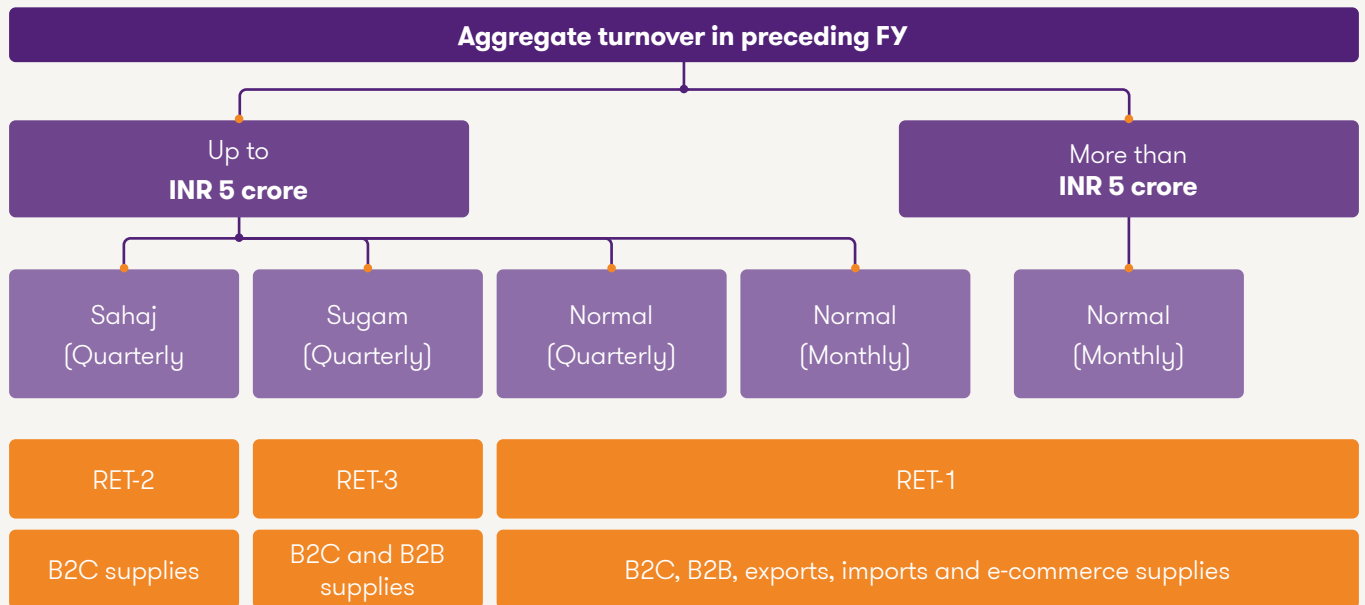 Aggregate turnover in preceding FY
Up to
INR 5 crore
More than
INR 5 crore
Sahaj
(Quarterly
Sugam
(Quarterly)
Normal
(Quarterly)
Normal
(Monthly)
Normal
(Monthly)
RET-2
RET-3
RET-1
B2C supplies
B2C and B2B
supplies
B2C, B2B, exports, imports and e-commerce supplies